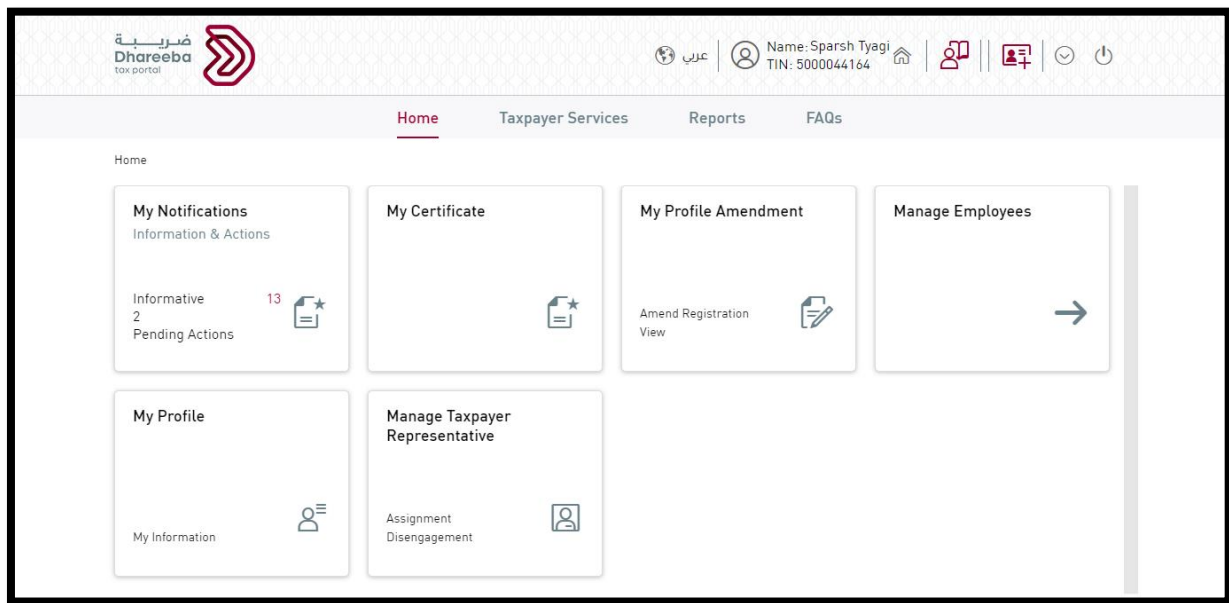 ضريبة
Dhareeba
tax portal
عربي
Name: Sparsh Tyagi
TIN: 5000044164
Home
Taxpayer Services
Reports
FAQs
Home
My Notifications
Information & Actions
Informative 13
2
Pending Actions
My Certificate
My Profile Amendment
Amend Registration
View
Manage Employees
My Profile
My Information
Manage Taxpayer
Representative
Assignment
Disengagement